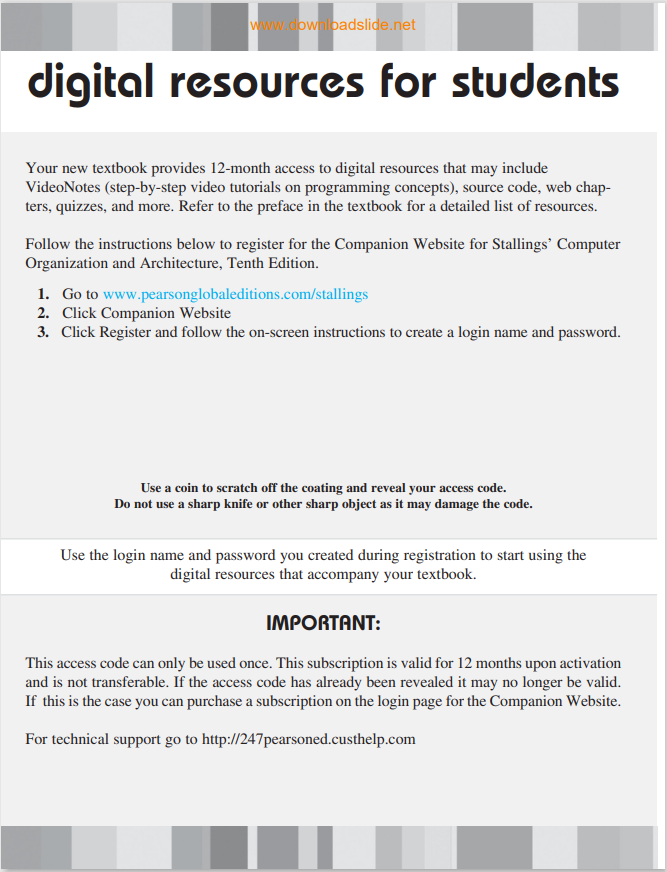 www.downloadslide.net
digital resources for students
Your new textbook provides 12-month access to digital resources that may include
VideoNotes (step-by-step video tutorials on programming concepts), source code, web chap-
ters, quizzes, and more. Refer to the preface in the textbook for a detailed list of resources.
Follow the instructions below to register for the Companion Website for Stallings’ Computer
Organization and Architecture, Tenth Edition.
1. Go to www.pearsonglobaleditions.com/stallings
2. Click Companion Website
3. Click Register and follow the on-screen instructions to create a login name and password.
Use a coin to scratch off the coating and reveal your access code.
Do not use a sharp knife or other sharp object as it may damage the code.
Use the login name and password you created during registration to start using the
digital resources that accompany your textbook.
IMPORTANT:
This access code can only be used once. This subscription is valid for 12 months upon activation
and is not transferable. If the access code has already been revealed it may no longer be valid.
If this is the case you can purchase a subscription on the login page for the Companion Website.
For technical support go to http://247pearsoned.custhelp.com